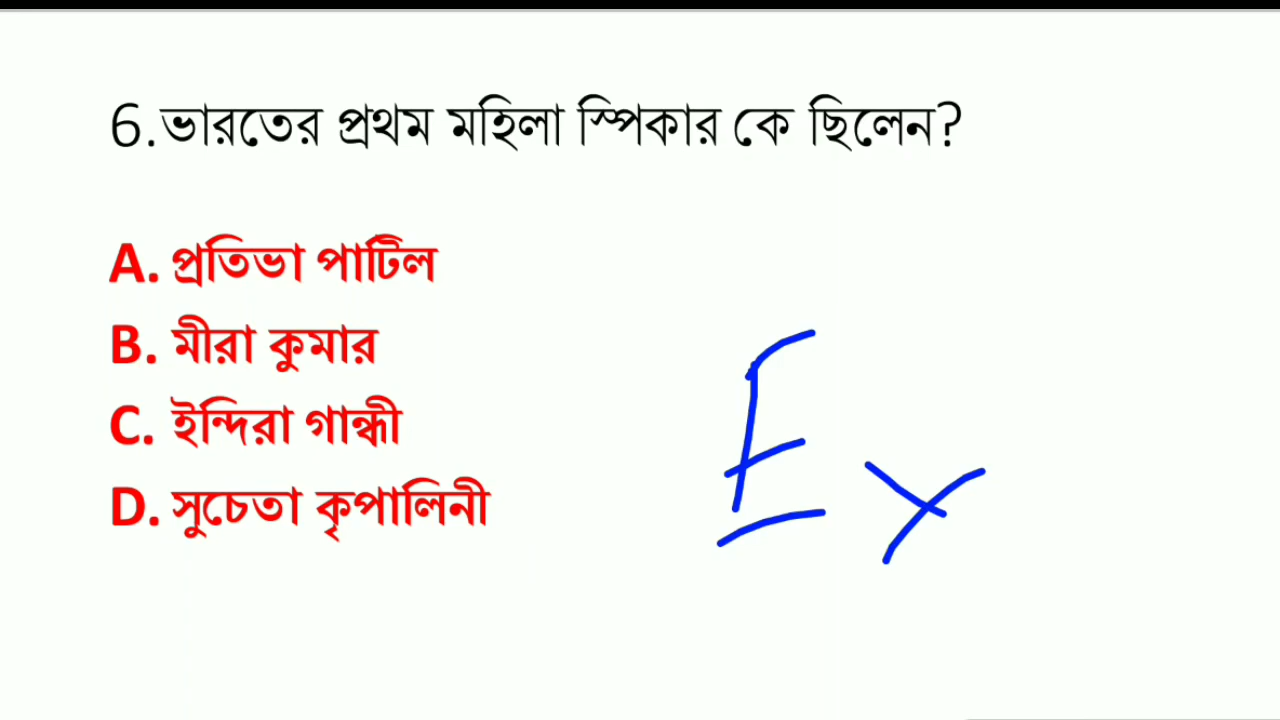 6.ভারতের প্রথম মহিলা স্পিকার কে ছিলেন?
A. প্রতিভা পাটিল
B. মীরা কুমার
C. ইন্দিরা গান্ধী
D. সুচেতা কৃপালিনী
Ex